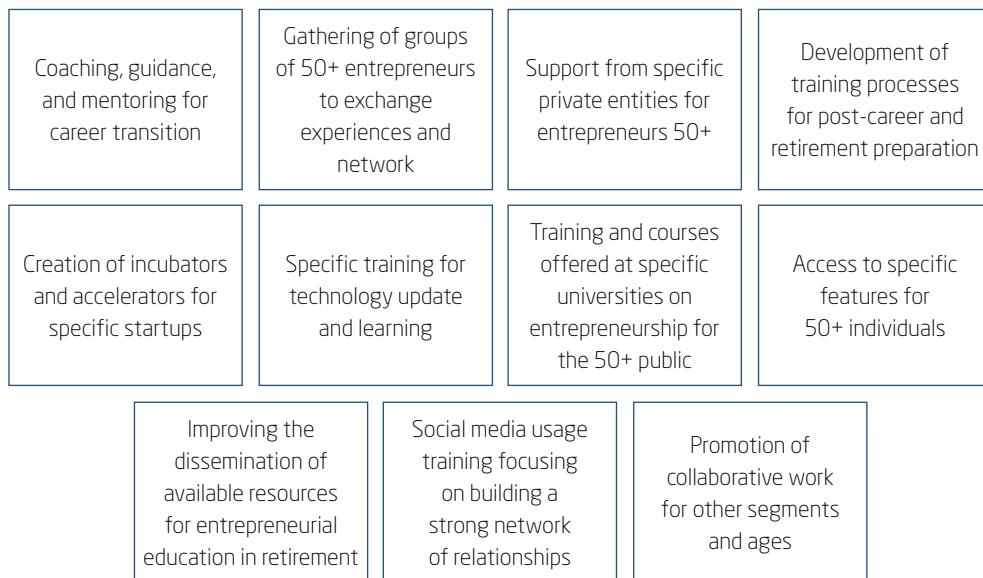 Coaching, guidance,
and mentoring for
career transition
Gathering of groups
of 50+ entrepreneurs
to exchange
experiences and
network
Support from specific
private entities for
entrepreneurs 50+
Development of
training processes
for post-career and
retirement preparation
Creation of incubators
and accelerators for
specific startups
Specific training for
technology update
and learning
Training and courses
offered at specific
universities on
entrepreneurship for
the 50+ public
Access to specific
features for
50+ individuals
Improving the
dissemination of
available resources
for entrepreneurial
education in retirement
Social media usage
training focusing
on building a
strong network
of relationships
Promotion of
collaborative work
for other segments
and ages